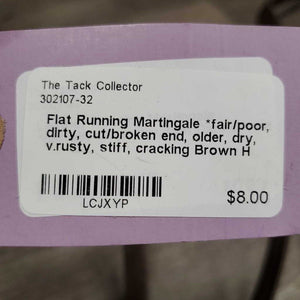 The Tack Collector
302107-32
Flat Running Martingale *fair/poor,
dirty, cut/broken end, older, dry,
v.rusty, stiff, cracking Brown H
LCJXYP
$8.00